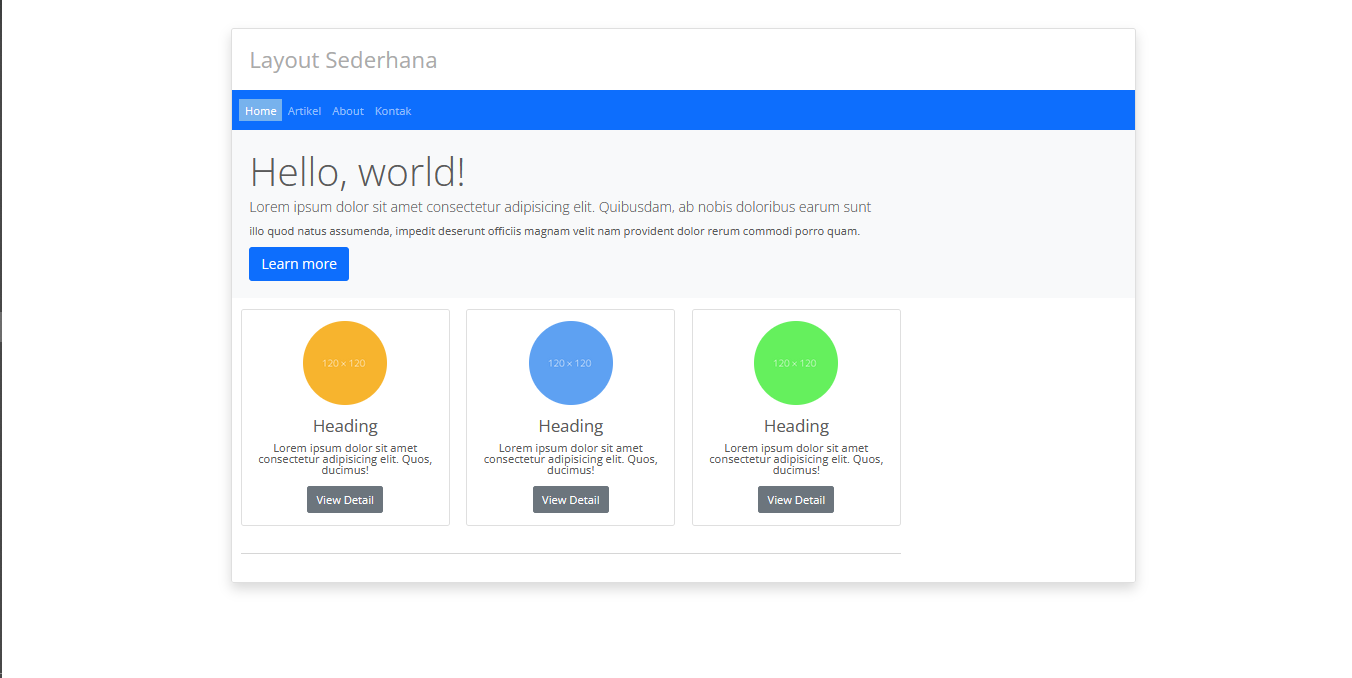 Layout Sederhana
Home Artikel About Kontak
Hello, world!
Lorem ipsum dolor sit amet consectetur adipisicing elit. Quibusdam, ab nobis doloribus earum sunt
illo quod natus assumenda, impedit deserunt officiis magnam velit nam provident dolor rerum commodi porro quam.
Learn more
120 × 120
Heading
Lorem ipsum dolor sit amet
consectetur adipisicing elit. Quos,
ducimus!
View Detail
120 × 120
Heading
Lorem ipsum dolor sit amet
consectetur adipisicing elit. Quos,
ducimus!
View Detail
120 × 120
Heading
Lorem ipsum dolor sit amet
consectetur adipisicing elit. Quos,
ducimus!
View Detail